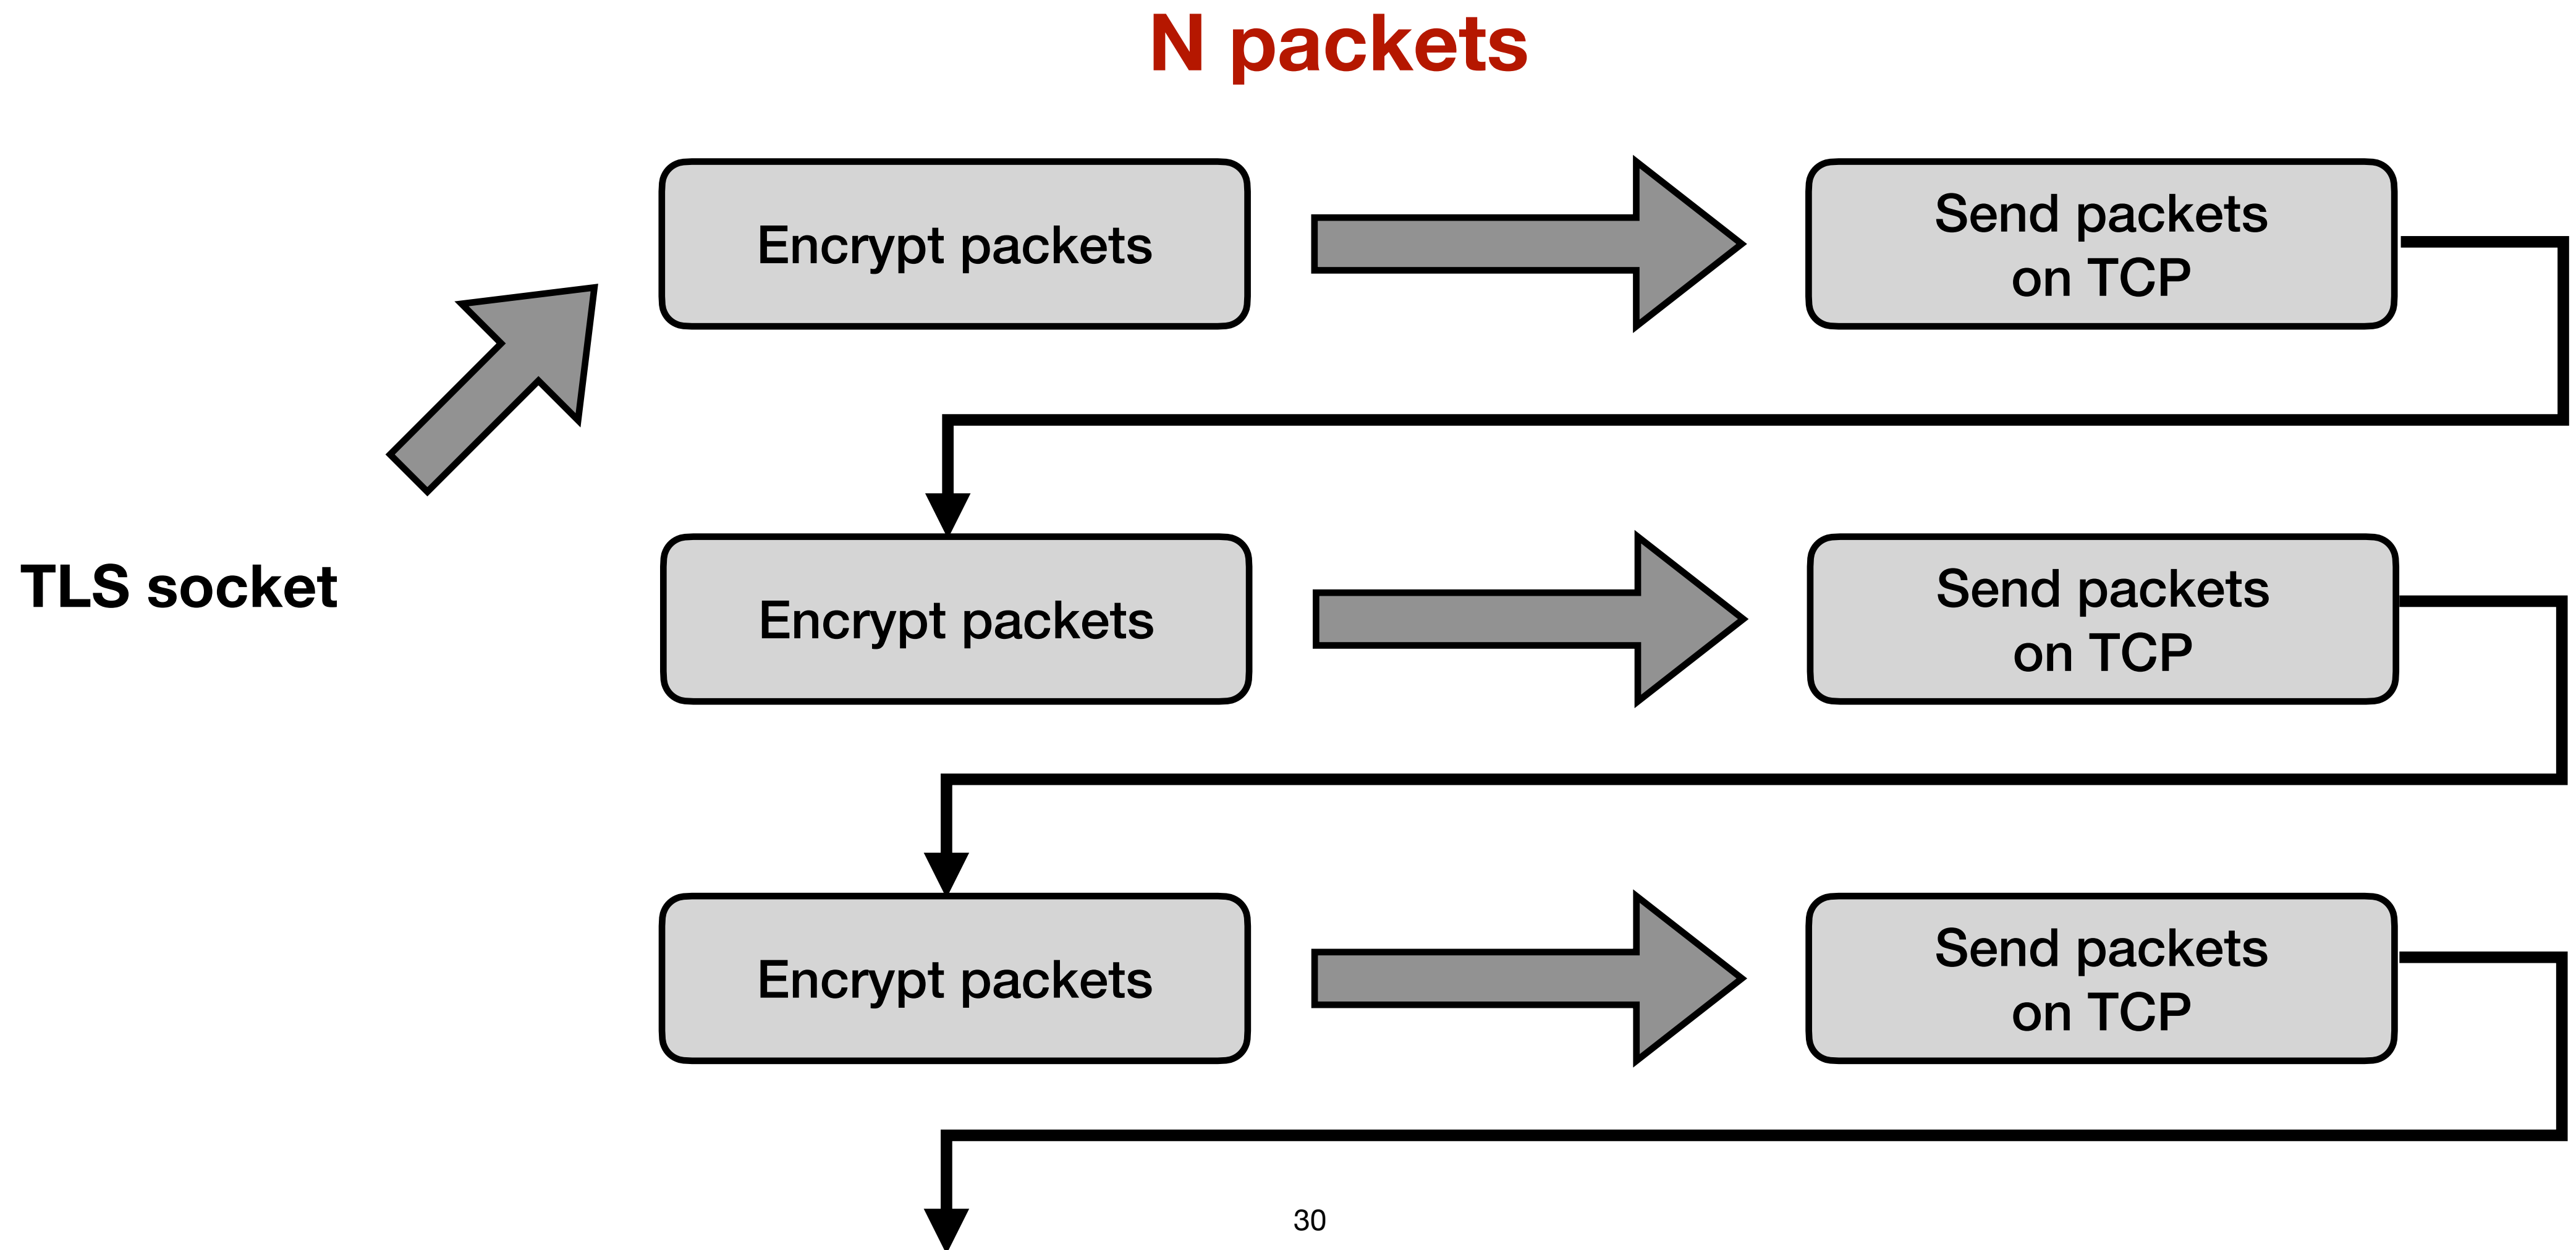 N packets
Encrypt packets
Send packets
on TCP
TLS socket
Encrypt packets
Send packets
on TCP
Encrypt packets
Send packets
on TCP
30